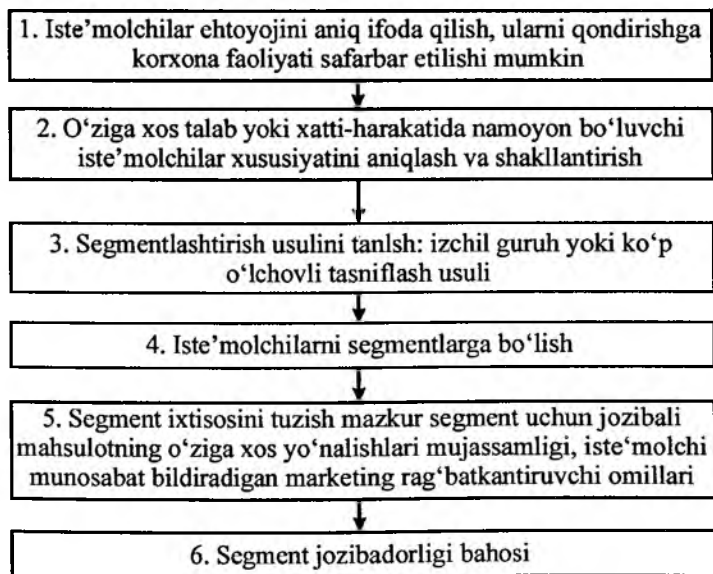 1. Iste’molchilar ehtoyojini aniq ifoda qilish, ularni qondirishga
korxona faoliyati safarbar etilishi mumkin
2. O‘ziga xos talab yoki xatti-harakatida namoyon bo‘luvchi
iste’molchilar xususiyatini aniqlash va shakllantirish
3. Segmentlashtirish usulini tanlsh: izchil guruh yoki ko‘p
o‘lchovli tasniflash usuli
4. Iste’molchilarni segmentlarga bo‘lish
5. Segment ixtisosini tuzish mazkur segment uchun jozibali
mahsulotning o‘ziga xos yo‘nalishlari mujassamligi, iste‘molchi
munosabat bildiradigan marketing rag‘batkantiruvchi omillari
6. Segment jozibadorligi bahosi